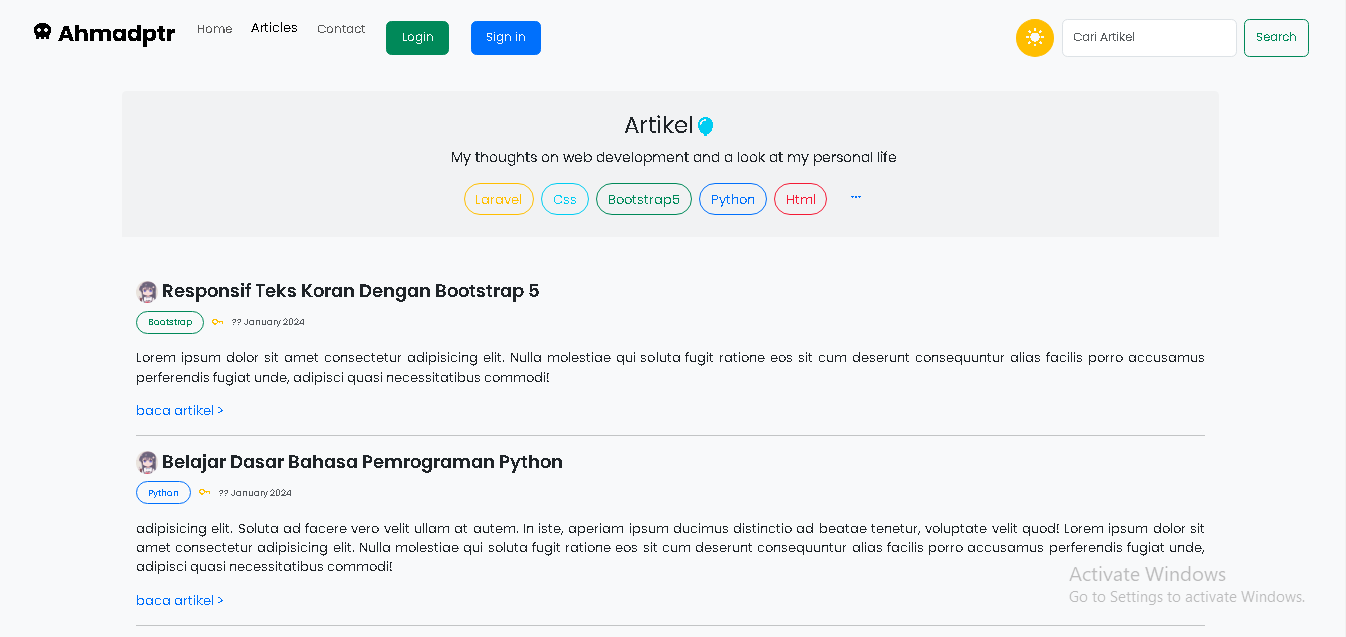 Ahmadptr Home Articles Contact Login Sign in Cari Artikel Search
Artikel
My thoughts on web development and a look at my personal life
Laravel Css Bootstrap5 Python Html ...
Responsif Teks Koran Dengan Bootstrap 5
Bootstrap ?? January 2024
Lorem ipsum dolor sit amet consectetur adipisicing elit. Nulla molestiae qui soluta fugit ratione eos sit cum deserunt consequuntur alias facilis porro accusamus
perferendis fugiat unde, adipisci quasi necessitatibus commodi!
baca artikel >
Belajar Dasar Bahasa Pemrograman Python
Python ?? January 2024
adipisicing elit. Soluta ad facere vero velit ullam at autem. In iste, aperiam ipsum ducimus distinctio ad beatae tenetur, voluptate velit quod! Lorem ipsum dolor sit
amet consectetur adipisicing elit. Nulla molestiae qui soluta fugit ratione eos sit cum deserunt consequuntur alias facilis porro accusamus perferendis fugiat unde,
adipisci quasi necessitatibus commodi!
Activate Windows
Go to Settings to activate Windows.
baca artikel >